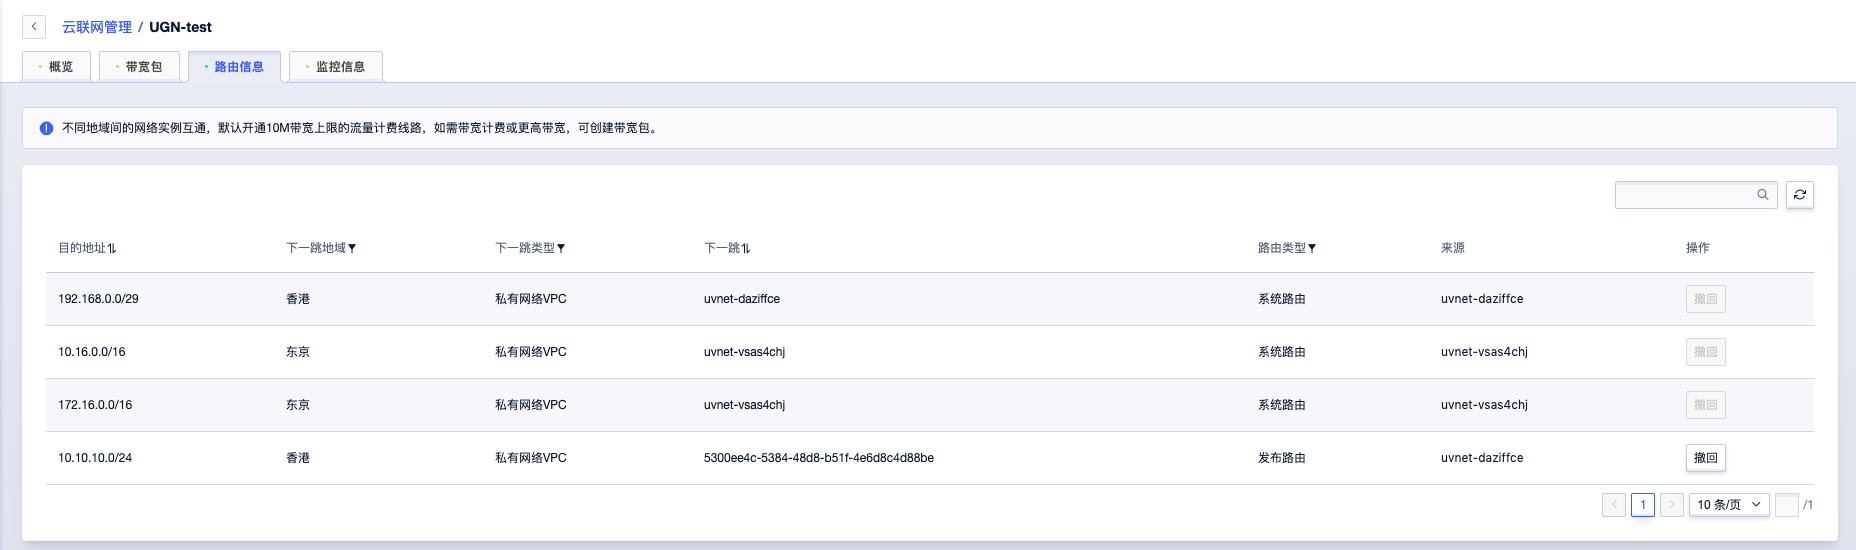 云联网管理 / UGN-test
概览 带宽包 路由信息 监控信息
不同地域间的网络实例互通，默认开通10M带宽上限的流量计费线路，如需带宽计费或更高带宽，可创建带宽包。
目的地址 下一跳地域 下一跳类型 下一跳 路由类型 来源 操作
192.168.0.0/29 香港 私有网络VPC uvnet-daziffce 系统路由 uvnet-daziffce 撤回
10.16.0.0/16 东京 私有网络VPC uvnet-vsas4chj 系统路由 uvnet-vsas4chj 撤回
172.16.0.0/16 东京 私有网络VPC uvnet-vsas4chj 系统路由 uvnet-vsas4chj 撤回
10.10.10.0/24 香港 私有网络VPC 5300ee4c-5384-48d8-b51f-4e6d8c4d88be 发布路由 uvnet-daziffce 撤回
1 10 条/页 /1